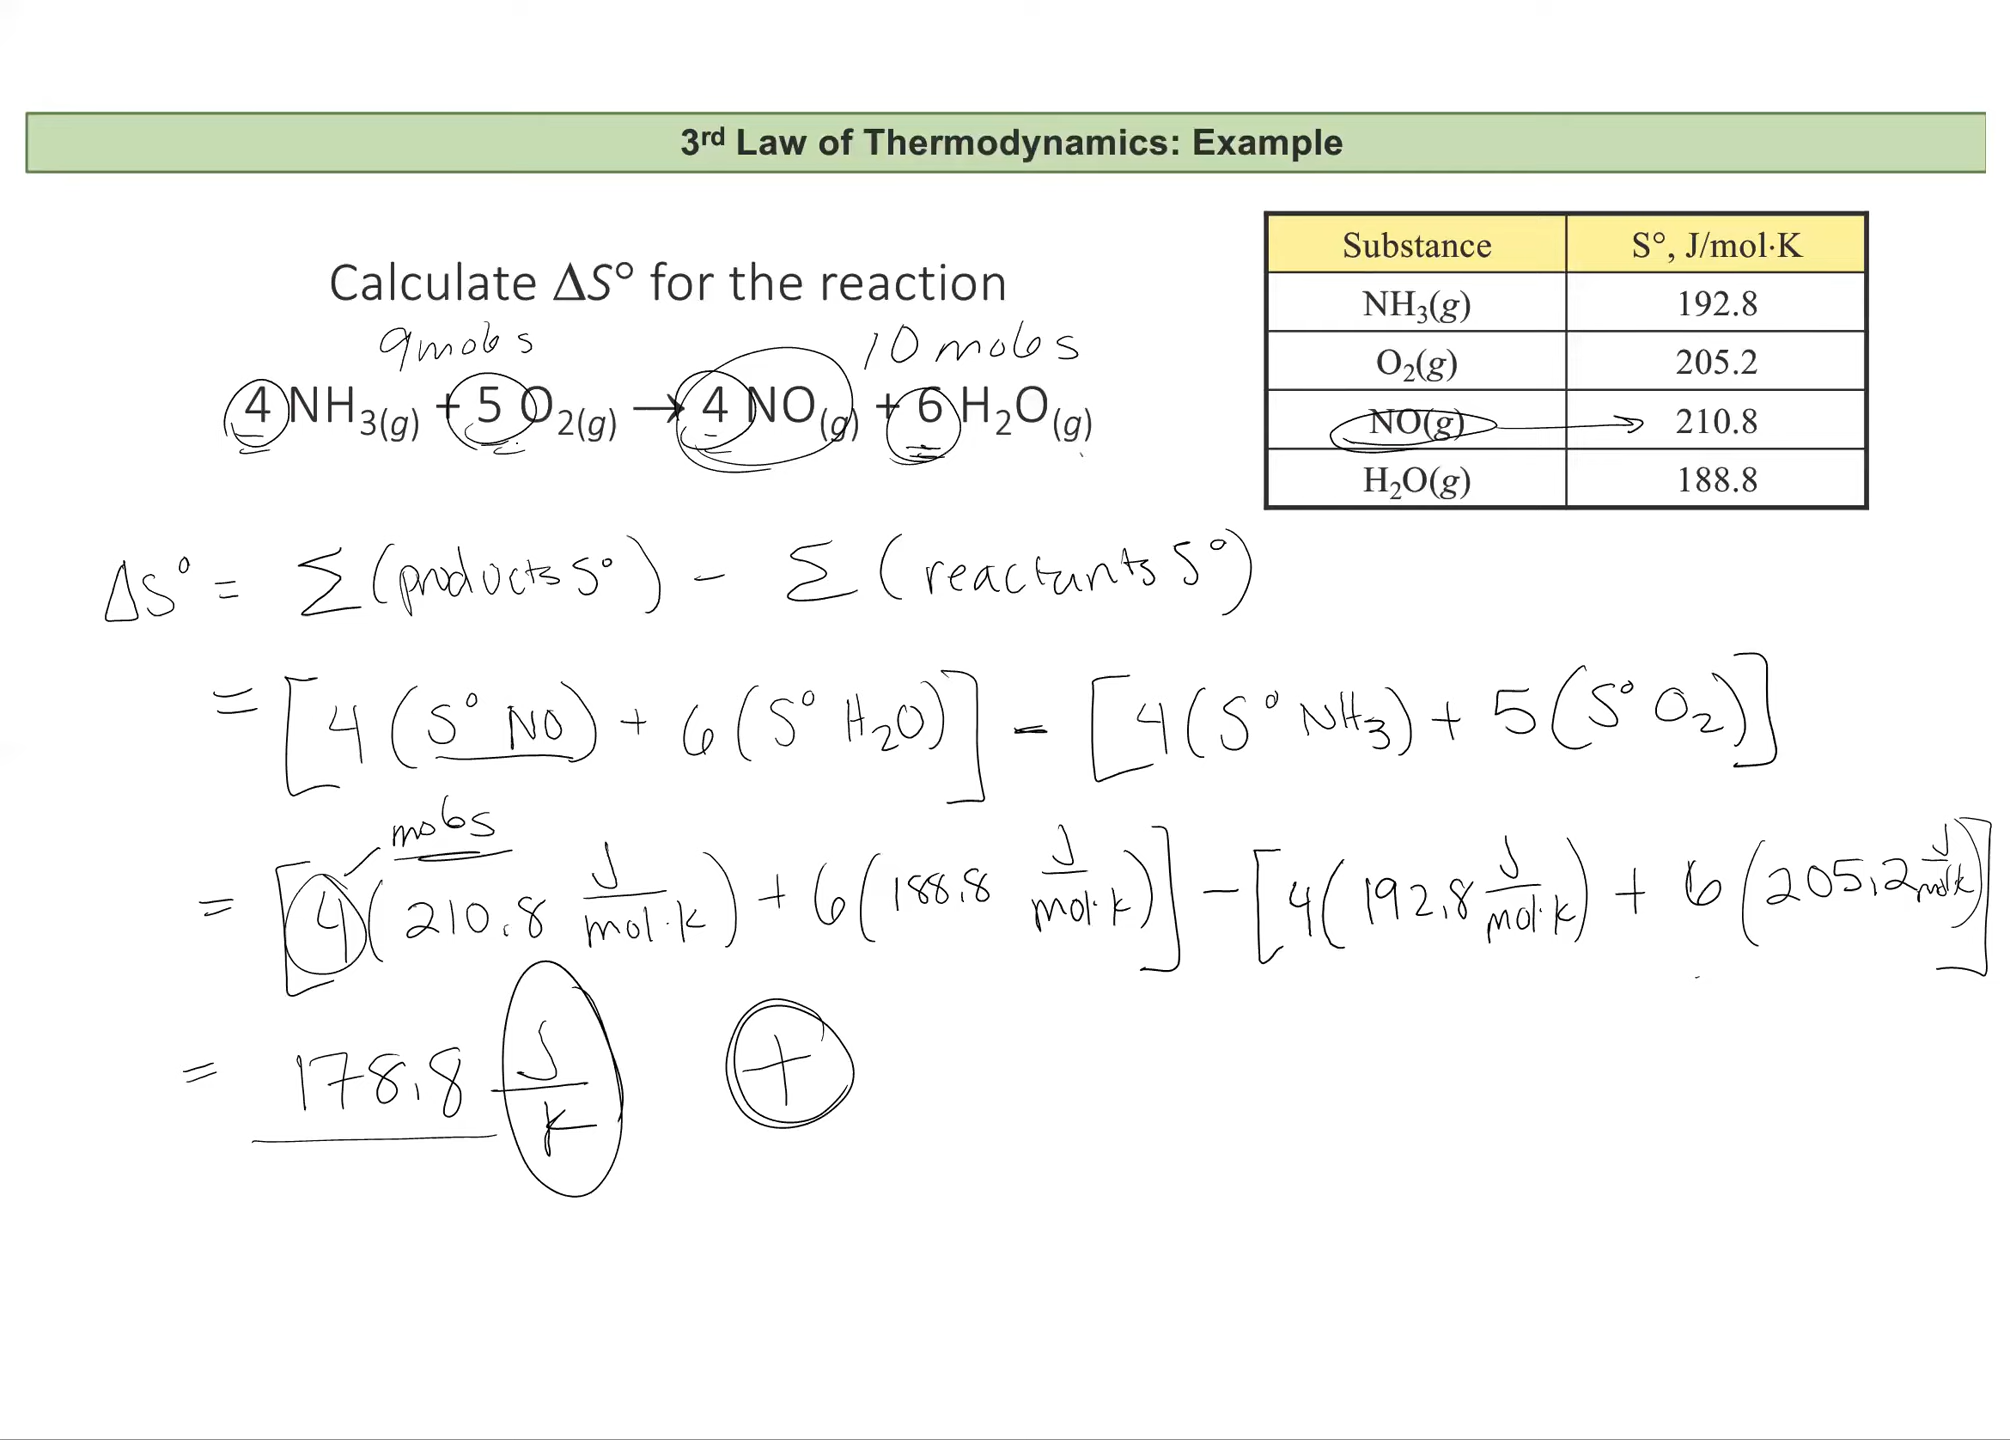 3rd Law of Thermodynamics: Example
Calculate ΔS° for the reaction
9 moles 10 moles
4 NH3(g) + 5 O2(g) → 4 NO(g) + 6 H2O(g)
Substance S°, J/mol·K
NH3(g) 192.8
O2(g) 205.2
NO(g) → 210.8
H2O(g) 188.8
ΔS° = Σ (products S°) - Σ (reactants S°)
= [4 (S° NO) + 6 (S° H2O)] - [4 (S° NH3) + 5 (S° O2)]
moles
= [4 (210.8 J/mol·K) + 6 (188.8 J/mol·K)] - [4 (192.8 J/mol·K) + 6 (205.2 J/mol·K)]
= 178.8 J/K +